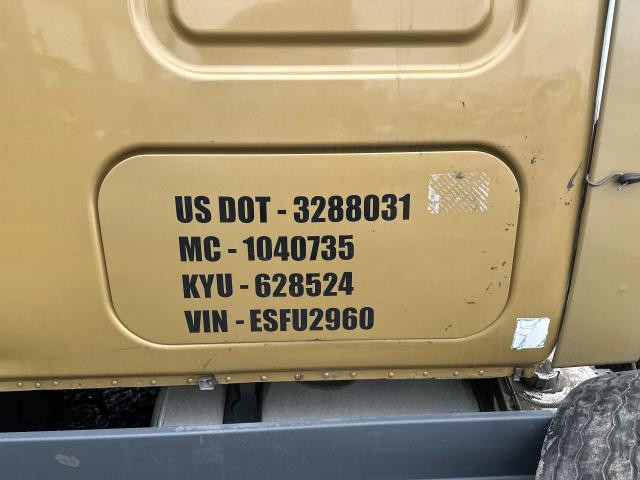 US DOT - 3288031
MC - 1040735
KYU - 628524
VIN - ESFU2960